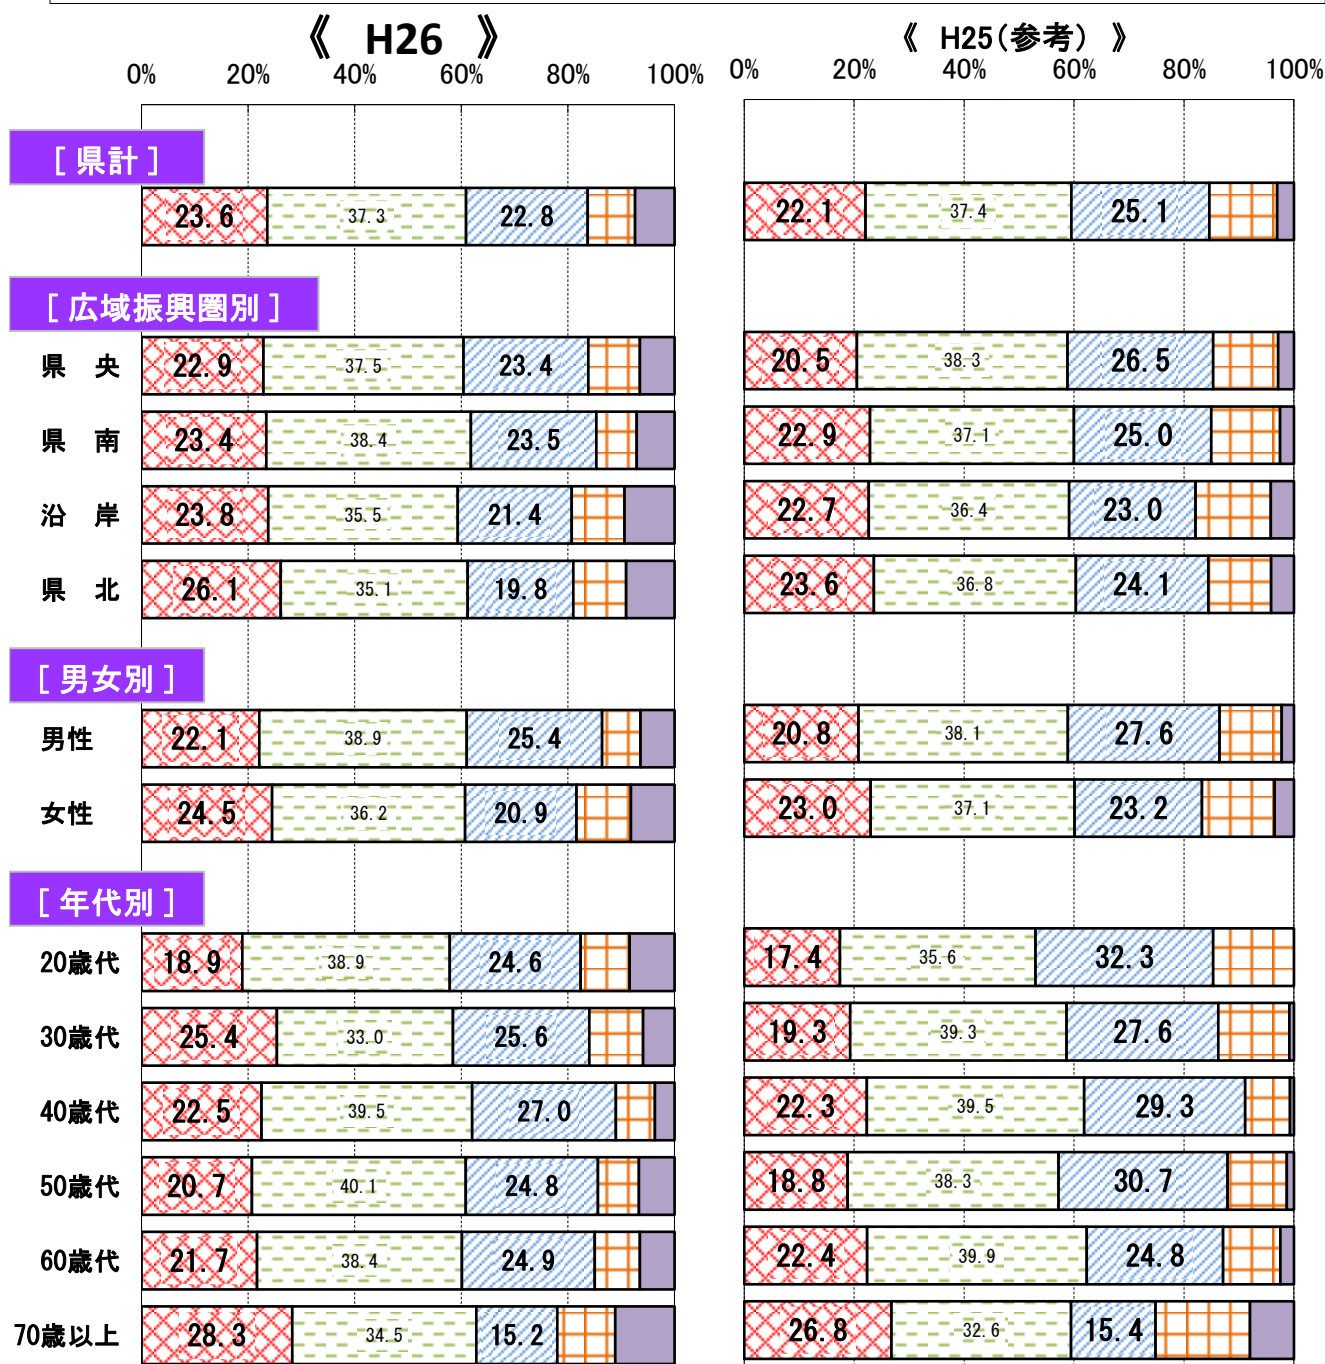 《 H26 》 《 H25(参考) 》
0% 20% 40% 60% 80% 100% 0% 20% 40% 60% 80% 100%
[ 県計 ]
23.6 37.3 22.8 22.1 37.4 25.1
[ 広域振興圏別 ]
県 央 22.9 37.5 23.4 20.5 38.3 26.5
県 南 23.4 38.4 23.5 22.9 37.1 25.0
沿 岸 23.8 35.5 21.4 22.7 36.4 23.0
県 北 26.1 35.1 19.8 23.6 36.8 24.1
[ 男女別 ]
男性 22.1 38.9 25.4 20.8 38.1 27.6
女性 24.5 36.2 20.9 23.0 37.1 23.2
[ 年代別 ]
20歳代 18.9 38.9 24.6 17.4 35.6 32.3
30歳代 25.4 33.0 25.6 19.3 39.3 27.6
40歳代 22.5 39.5 27.0 22.3 39.5 29.3
50歳代 20.7 40.1 24.8 18.8 38.3 30.7
60歳代 21.7 38.4 24.9 22.4 39.9 24.8
70歳以上 28.3 34.5 15.2 26.8 32.6 15.4